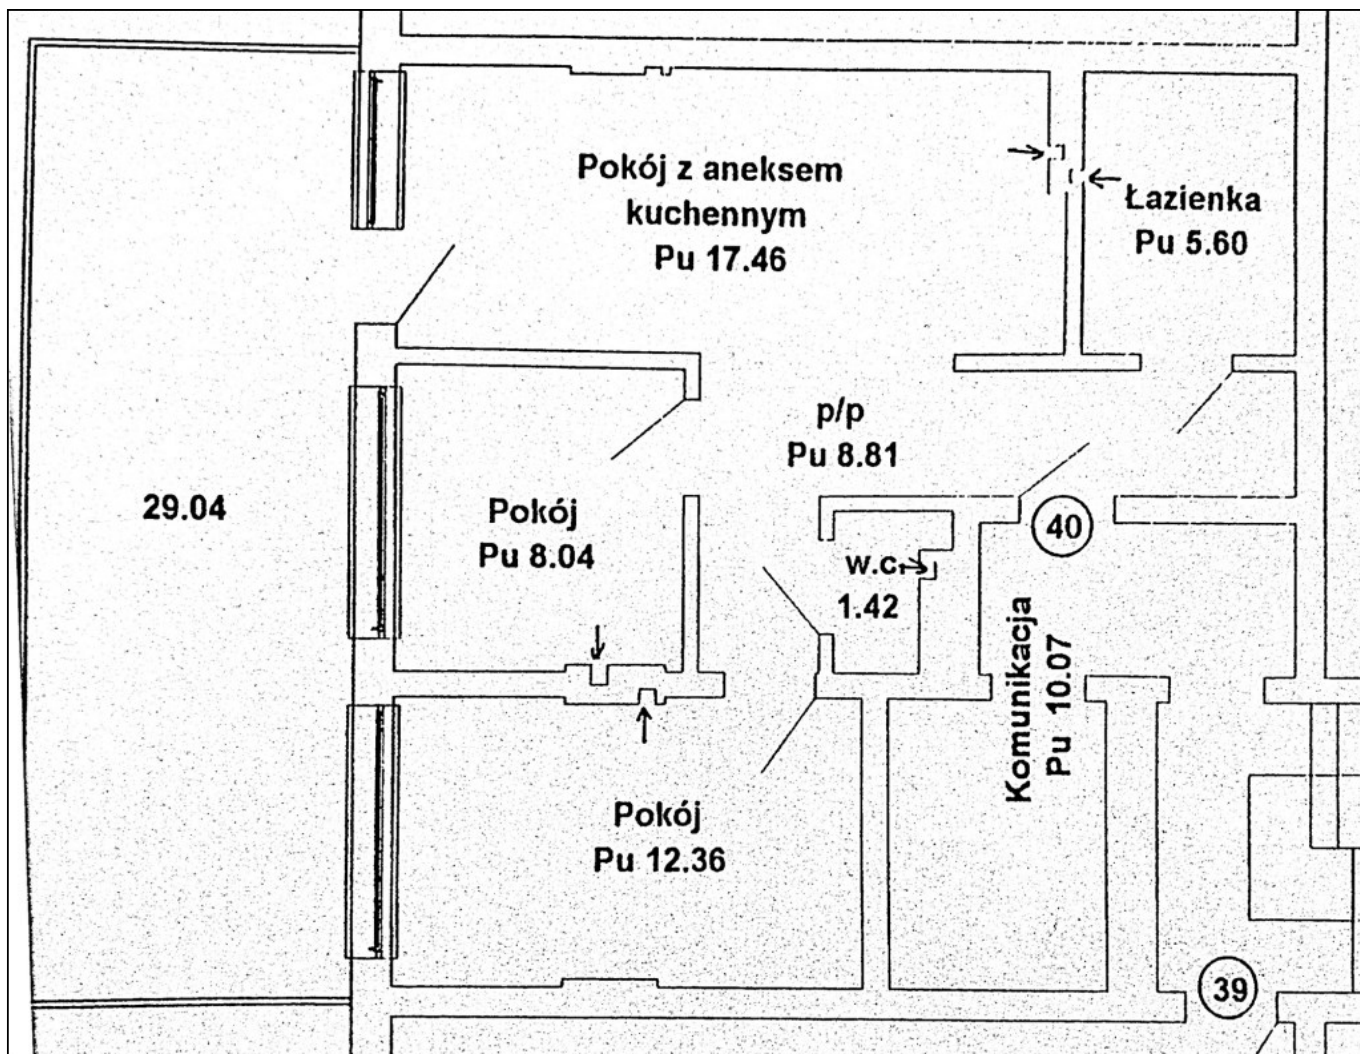 Pokój z aneksem
kuchennym
Pu 17.46
Łazienka
Pu 5.60
p/p
Pu 8.81
29.04
Pokój
Pu 8.04
w.c.
1.42
40
Komunikacja
Pu 10.07
Pokój
Pu 12.36
39